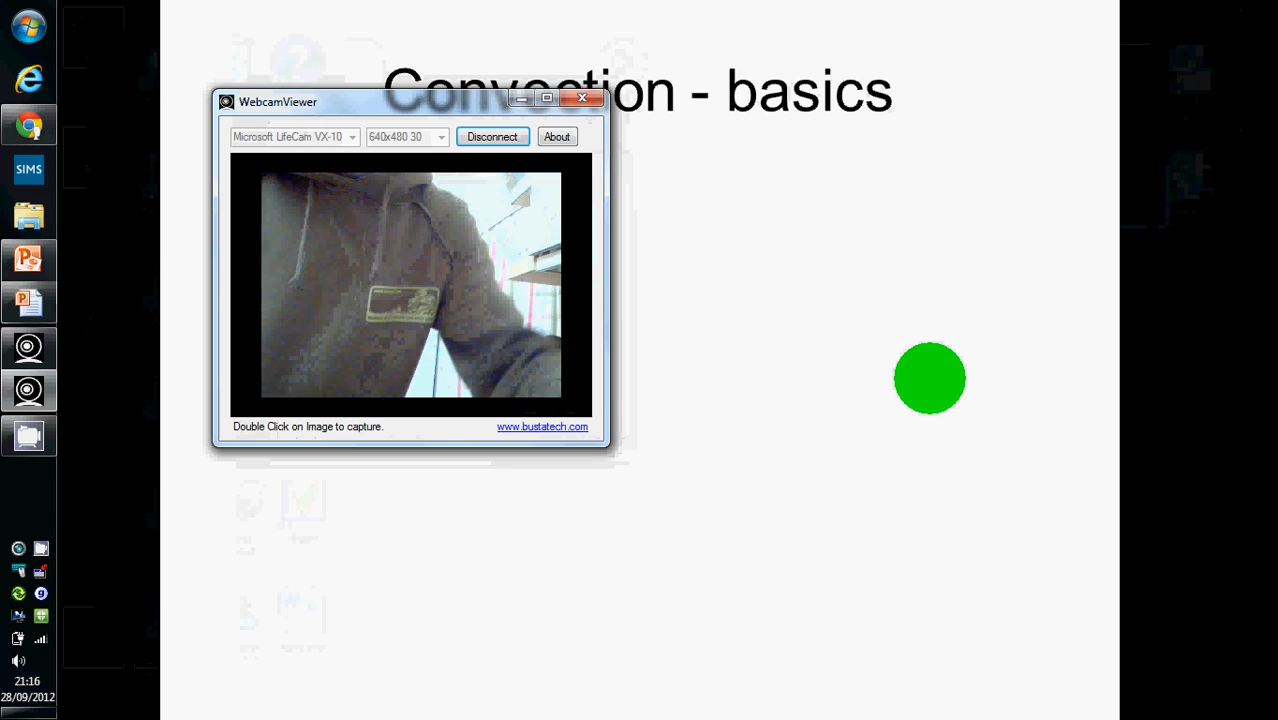 Convection - basics
WebcamViewer
Microsoft LifeCam VX-10
640x480 30
Disconnect
About
Double Click on Image to capture.
www.bustatech.com
SIMS
21:16
28/09/2012